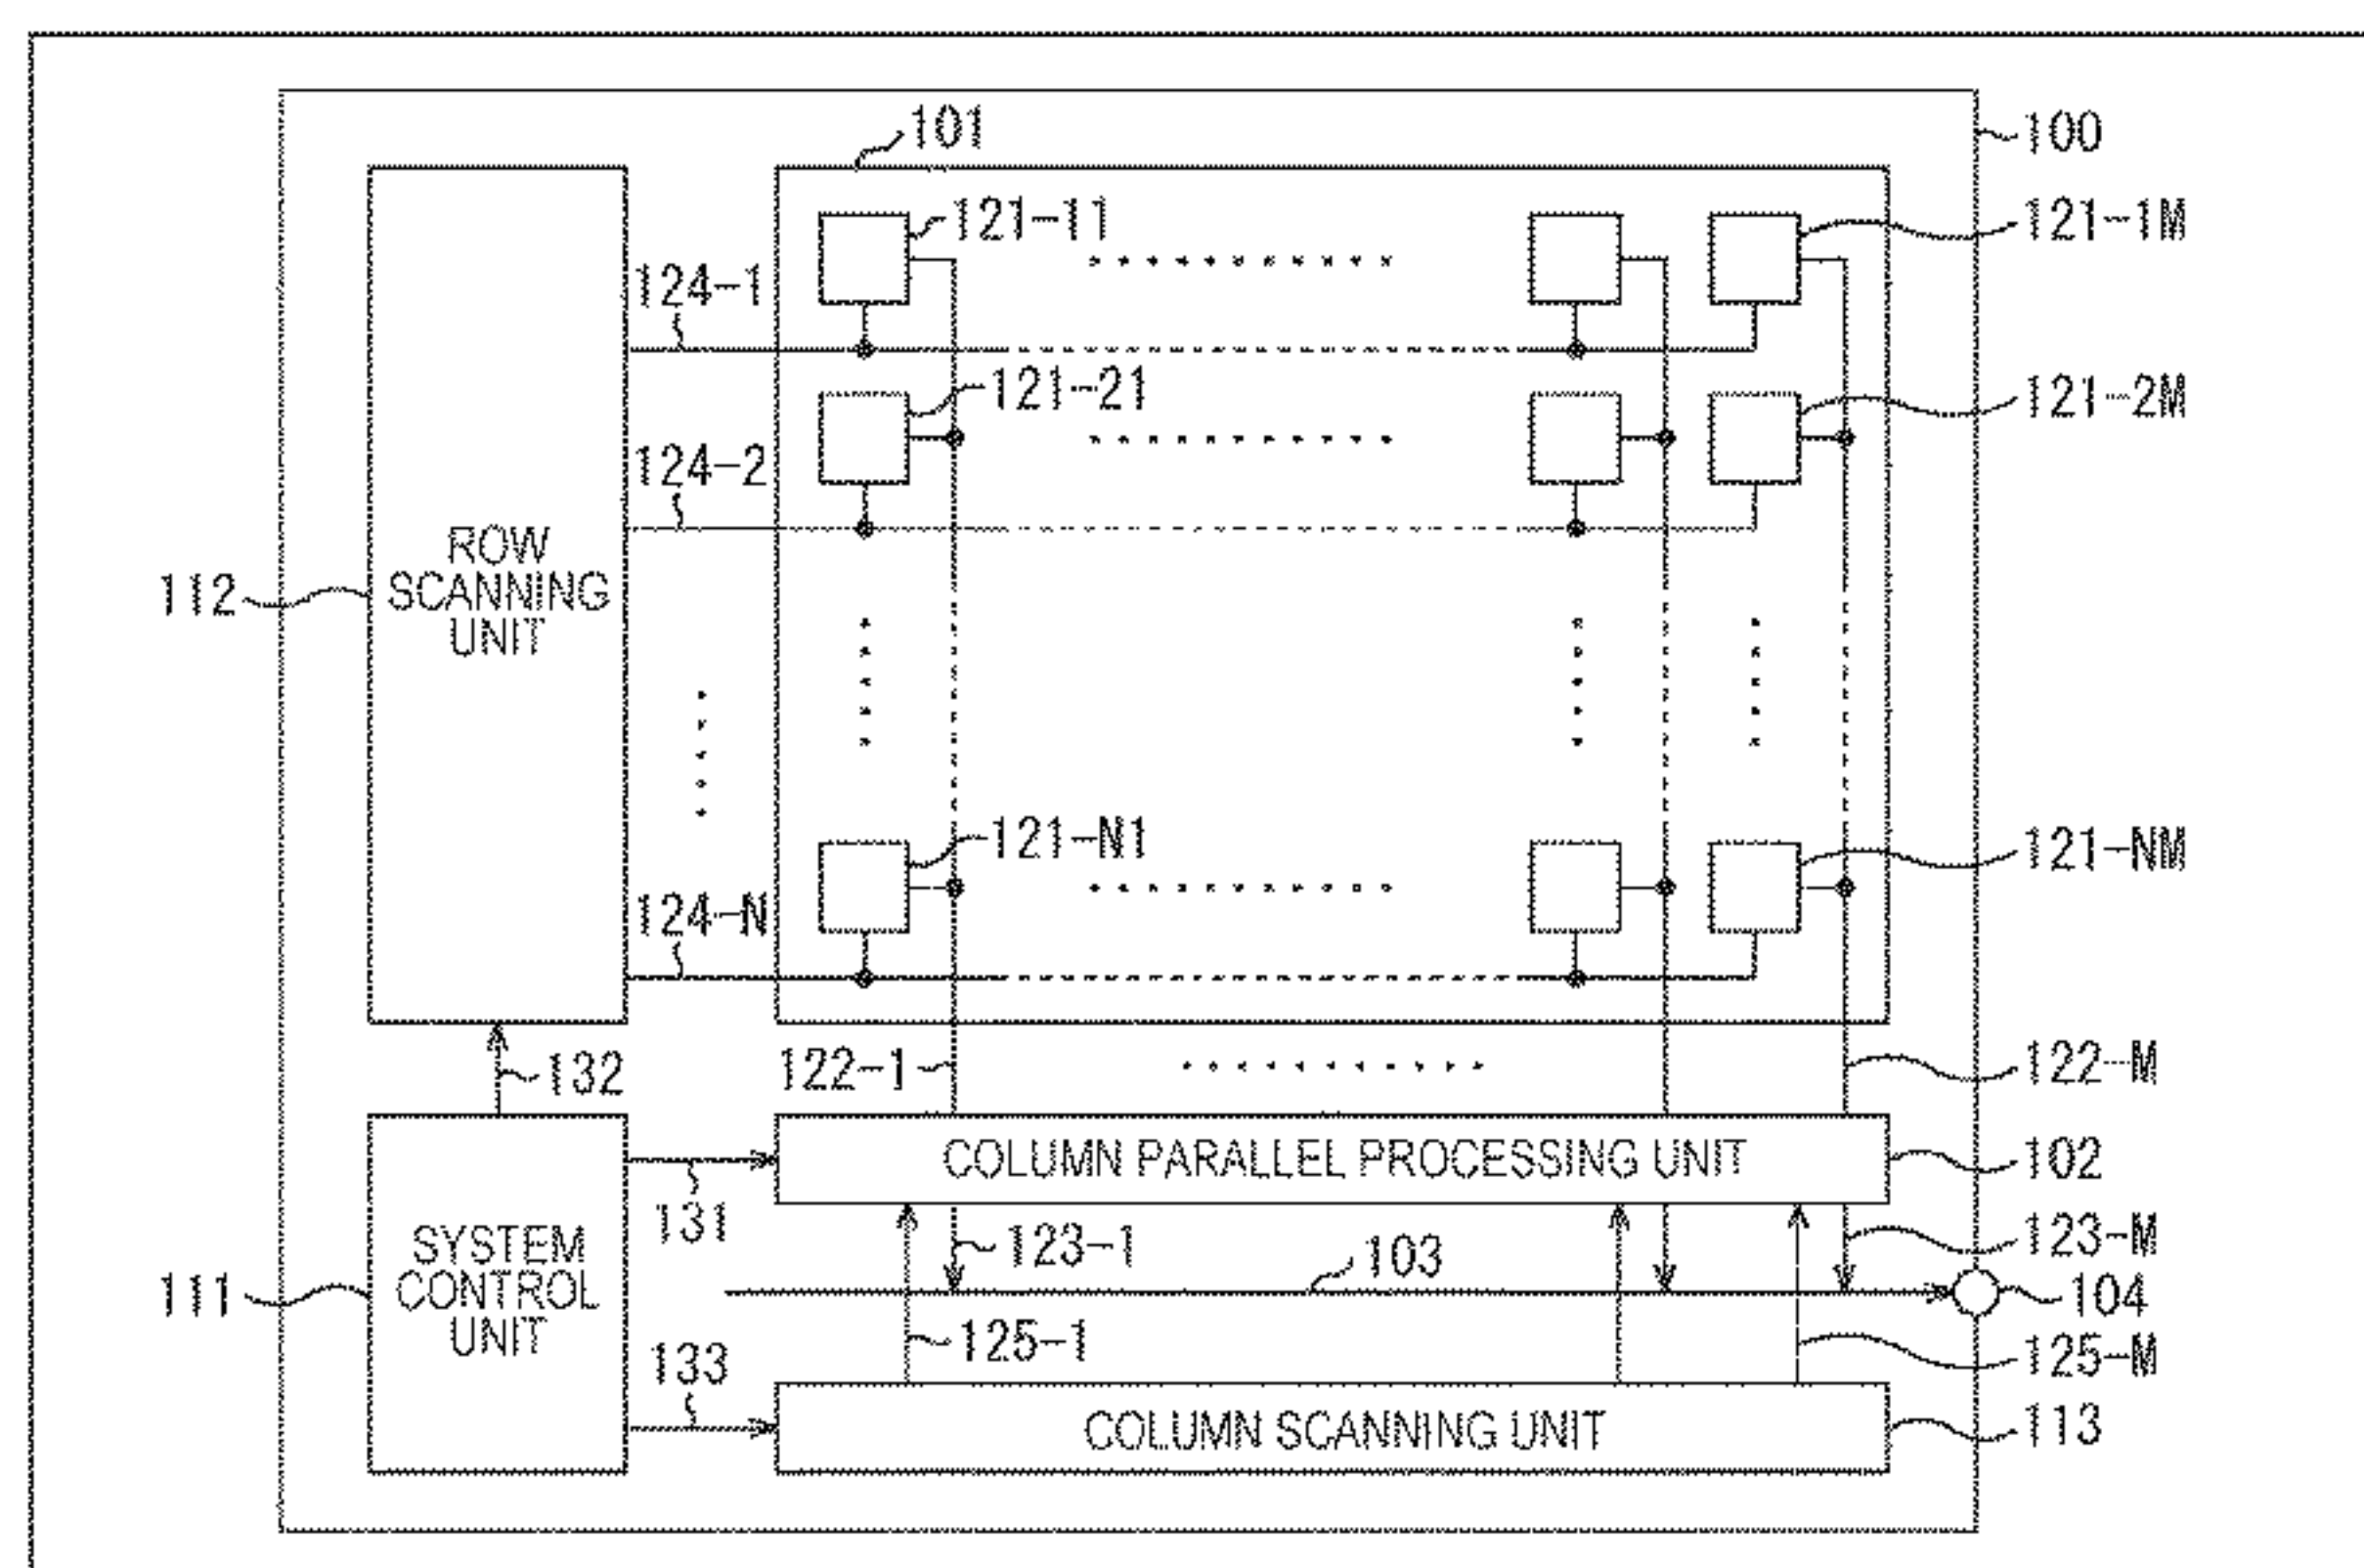 101
100
121-11
121-1M
124-1
121-21
121-2M
124-2
ROW
SCANNING
UNIT
112
121-N1
121-NM
124-N
132
122-1
122-M
COLUMN PARALLEL PROCESSING UNIT
102
131
SYSTEM
CONTROL
UNIT
111
123-1
103
123-M
104
125-1
125-M
133
COLUMN SCANNING UNIT
113